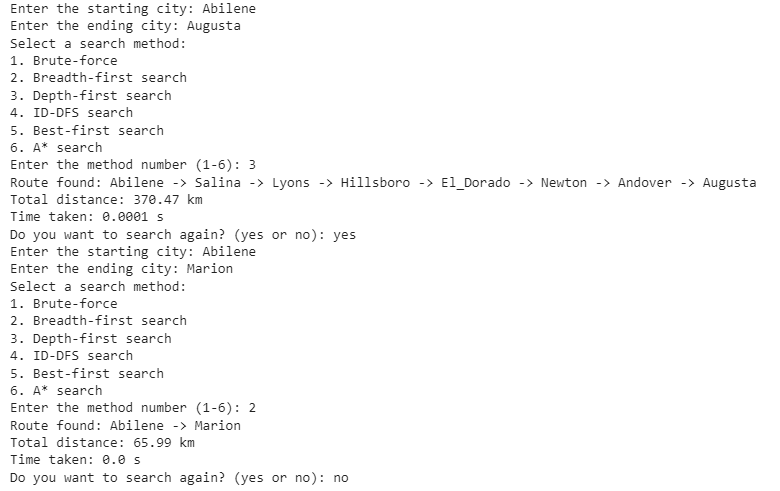 Enter the starting city: Abilene
Enter the ending city: Augusta
Select a search method:
1. Brute-force
2. Breadth-first search
3. Depth-first search
4. ID-DFS search
5. Best-first search
6. A* search
Enter the method number (1-6): 3
Route found: Abilene -> Salina -> Lyons -> Hillsboro -> El_Dorado -> Newton -> Andover -> Augusta
Total distance: 370.47 km
Time taken: 0.0001 s
Do you want to search again? (yes or no): yes
Enter the starting city: Abilene
Enter the ending city: Marion
Select a search method:
1. Brute-force
2. Breadth-first search
3. Depth-first search
4. ID-DFS search
5. Best-first search
6. A* search
Enter the method number (1-6): 2
Route found: Abilene -> Marion
Total distance: 65.99 km
Time taken: 0.0 s
Do you want to search again? (yes or no): no